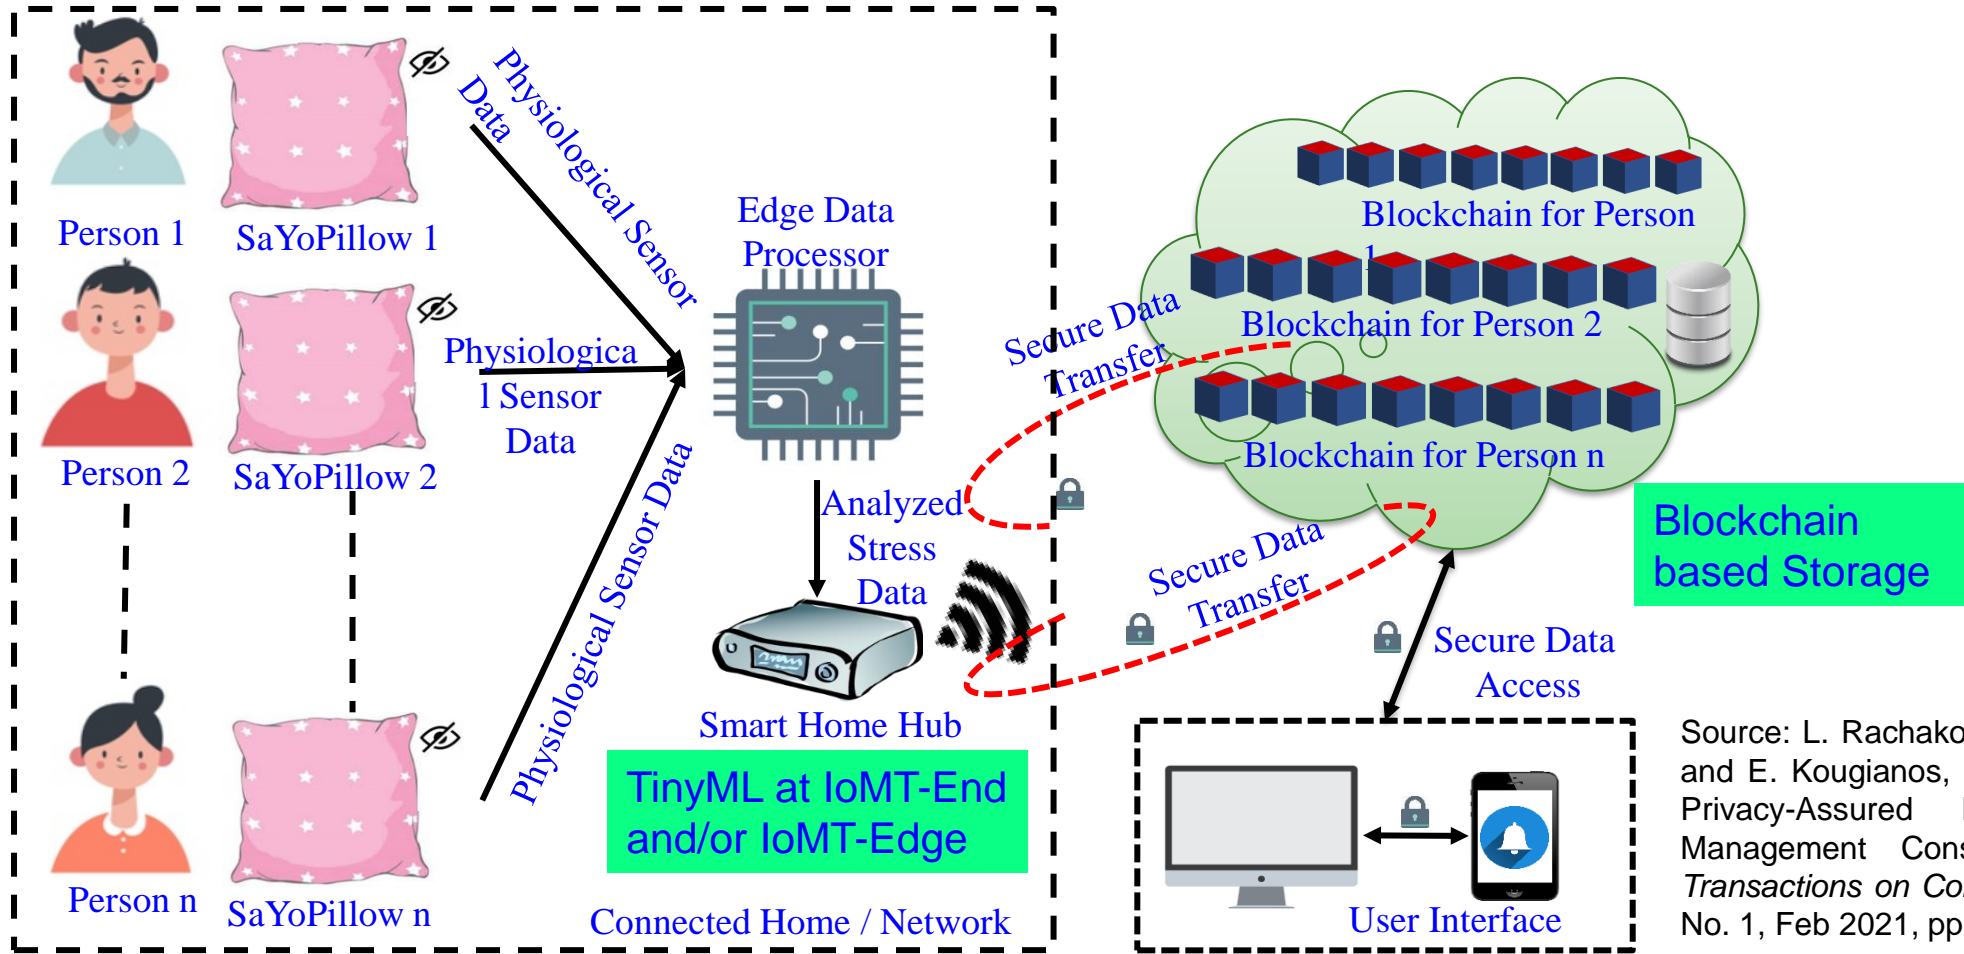 Physiological Sensor
Data
Person 1
SaYoPillow 1
Edge Data
Processor
Blockchain for Person
1
Person 2
SaYoPillow 2
Physiologica
l Sensor
Data
Secure Data
Transfer
Blockchain for Person 2
Blockchain for Person n
Physiological Sensor Data
Analyzed
Stress
Data
Secure Data
Transfer
Blockchain
based Storage
Secure Data
Access
Smart Home Hub
TinyML at IoMT-End
and/or IoMT-Edge
Person n
SaYoPillow n
Connected Home / Network
User Interface
Source: L. Rachako
and E. Kougianos,
Privacy-Assured
Management Cons
Transactions on Co
No. 1, Feb 2021, pp